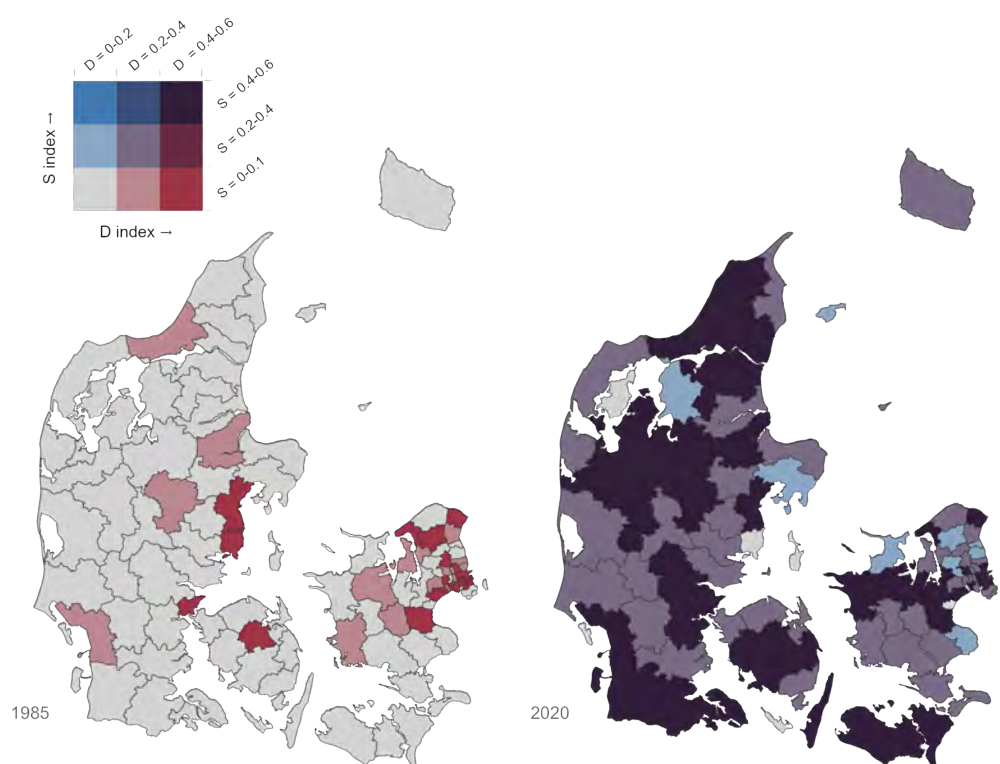 D = 0-0.2
D = 0.2-0.4
D = 0.4-0.6
S = 0.4-0.6
S = 0.2-0.4
S = 0-0.1
S index →
D index →
1985
2020